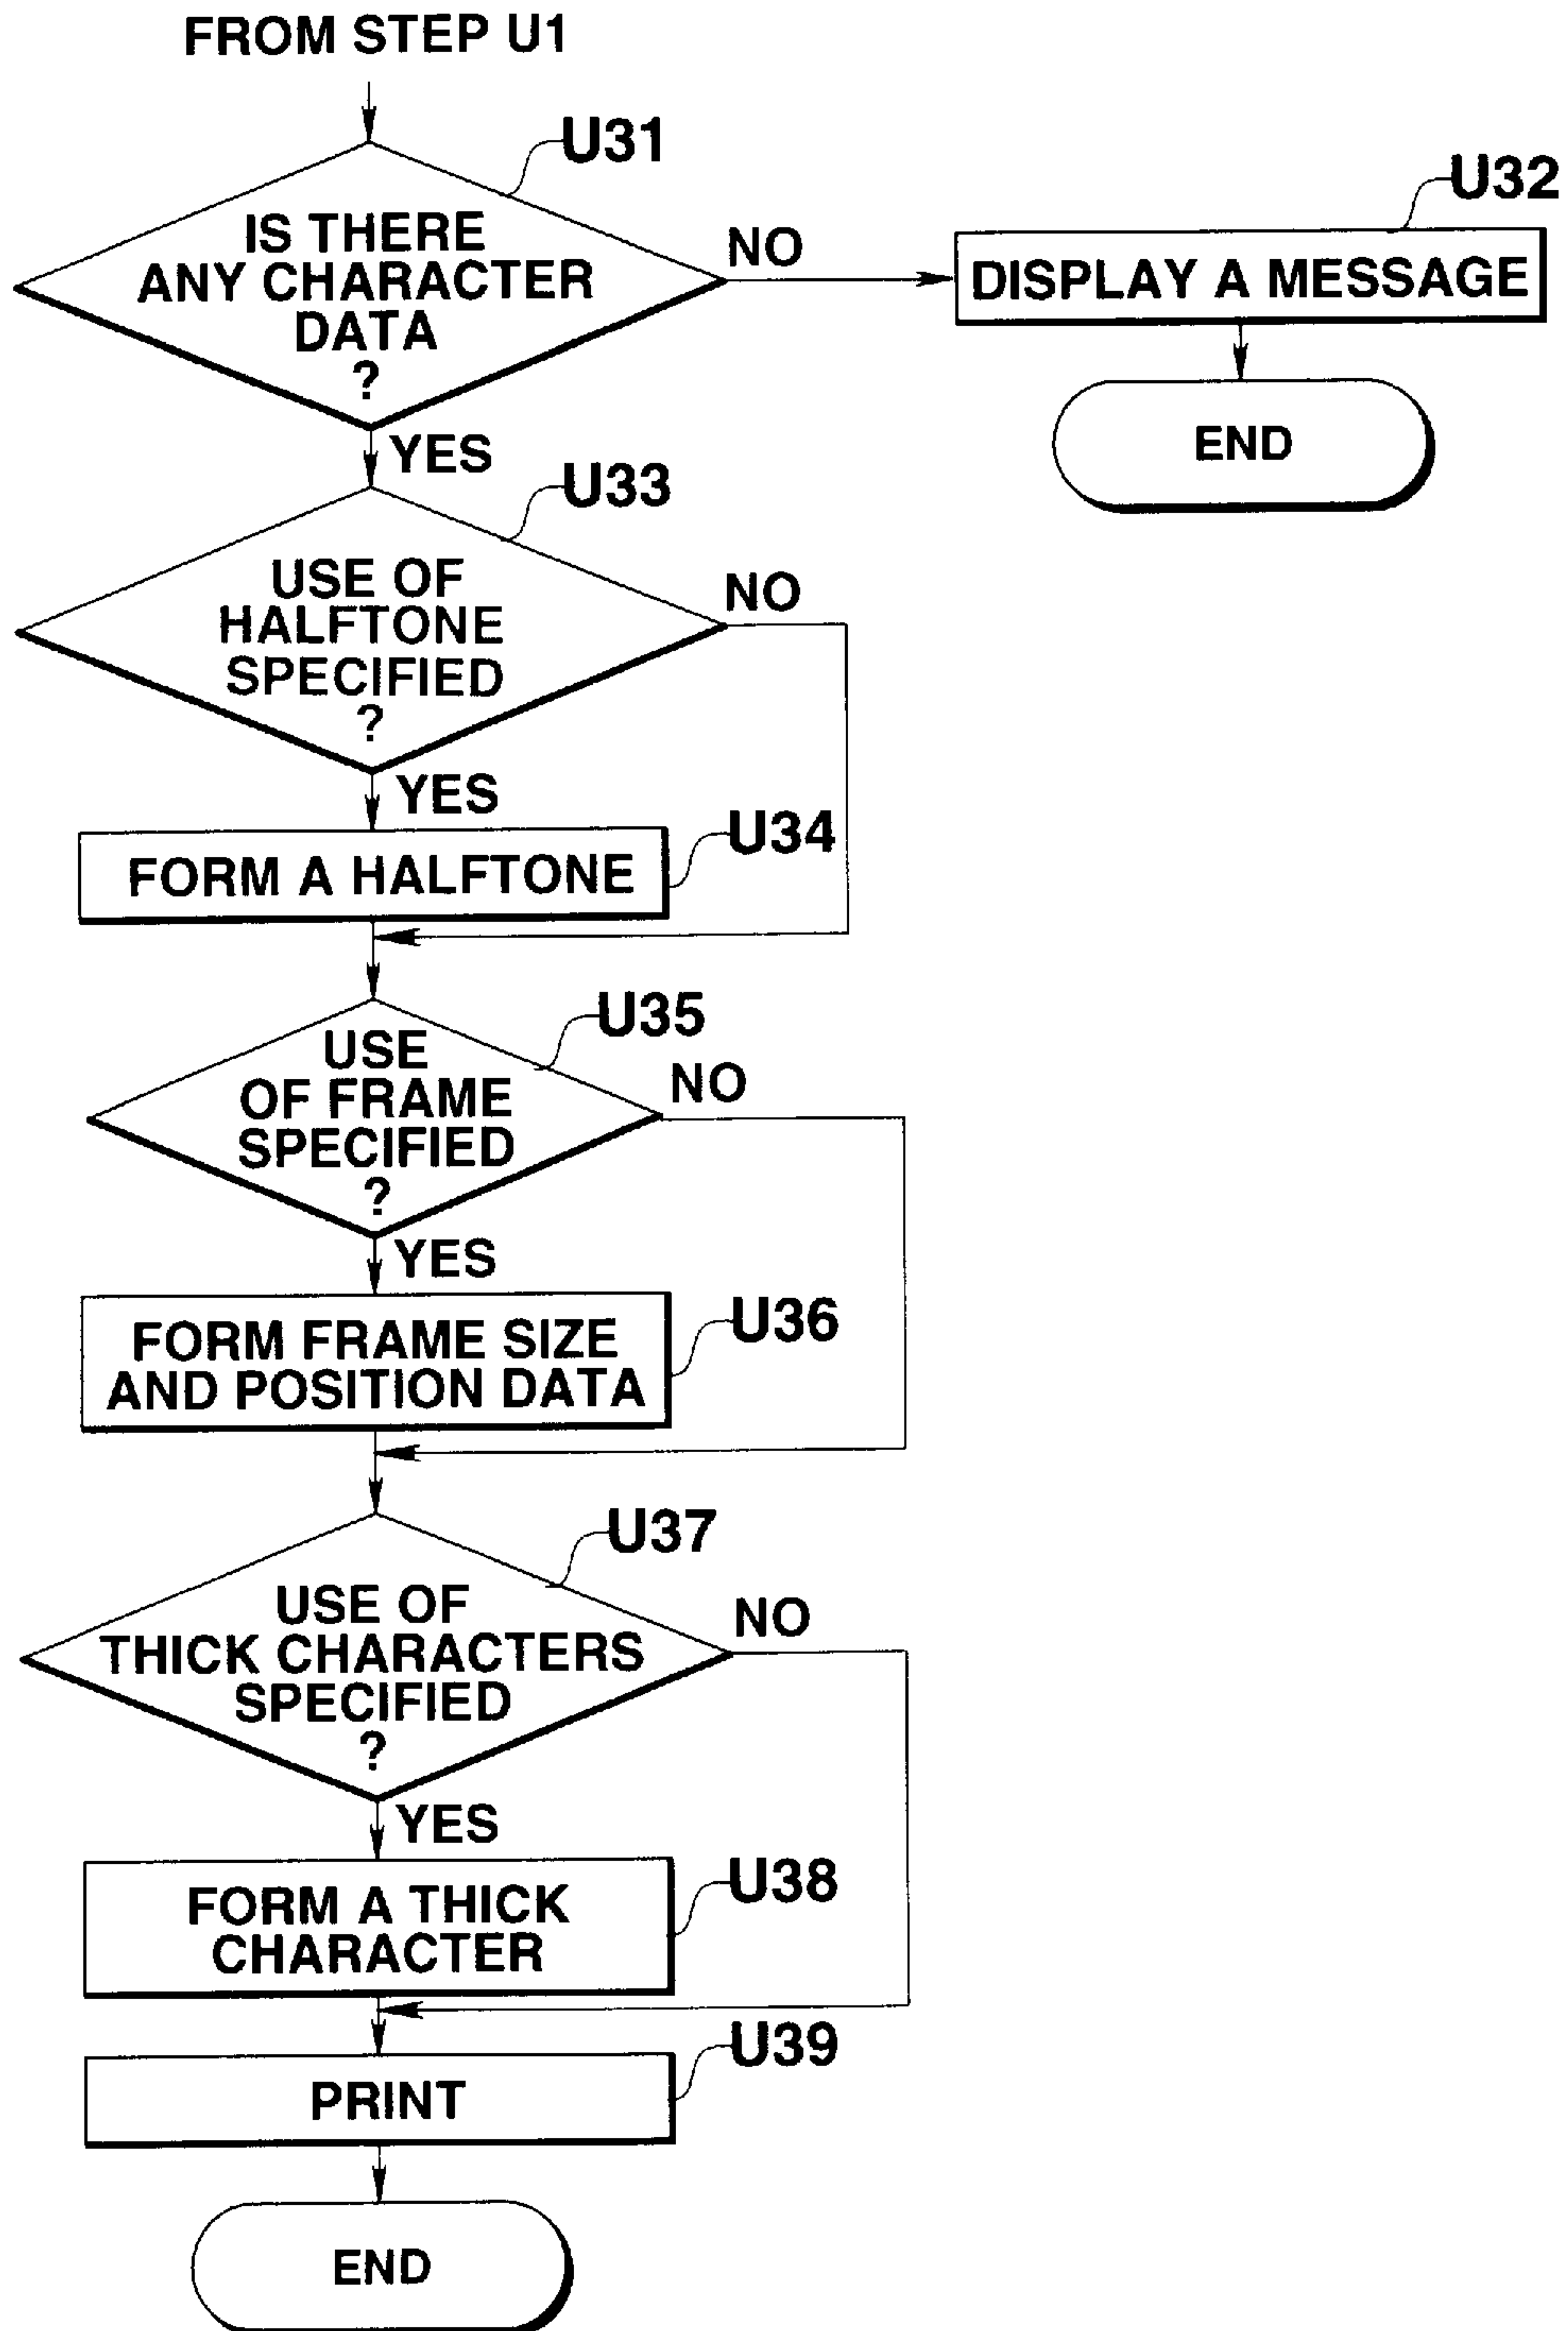 FROM STEP U1
U31
IS THERE
ANY CHARACTER
DATA
?
NO
U32
DISPLAY A MESSAGE
END
YES
U33
USE OF
HALFTONE
SPECIFIED
?
NO
YES
U34
FORM A HALFTONE
U35
USE
OF FRAME
SPECIFIED
?
NO
YES
U36
FORM FRAME SIZE
AND POSITION DATA
U37
USE OF
THICK CHARACTERS
SPECIFIED
?
NO
YES
U38
FORM A THICK
CHARACTER
U39
PRINT
END